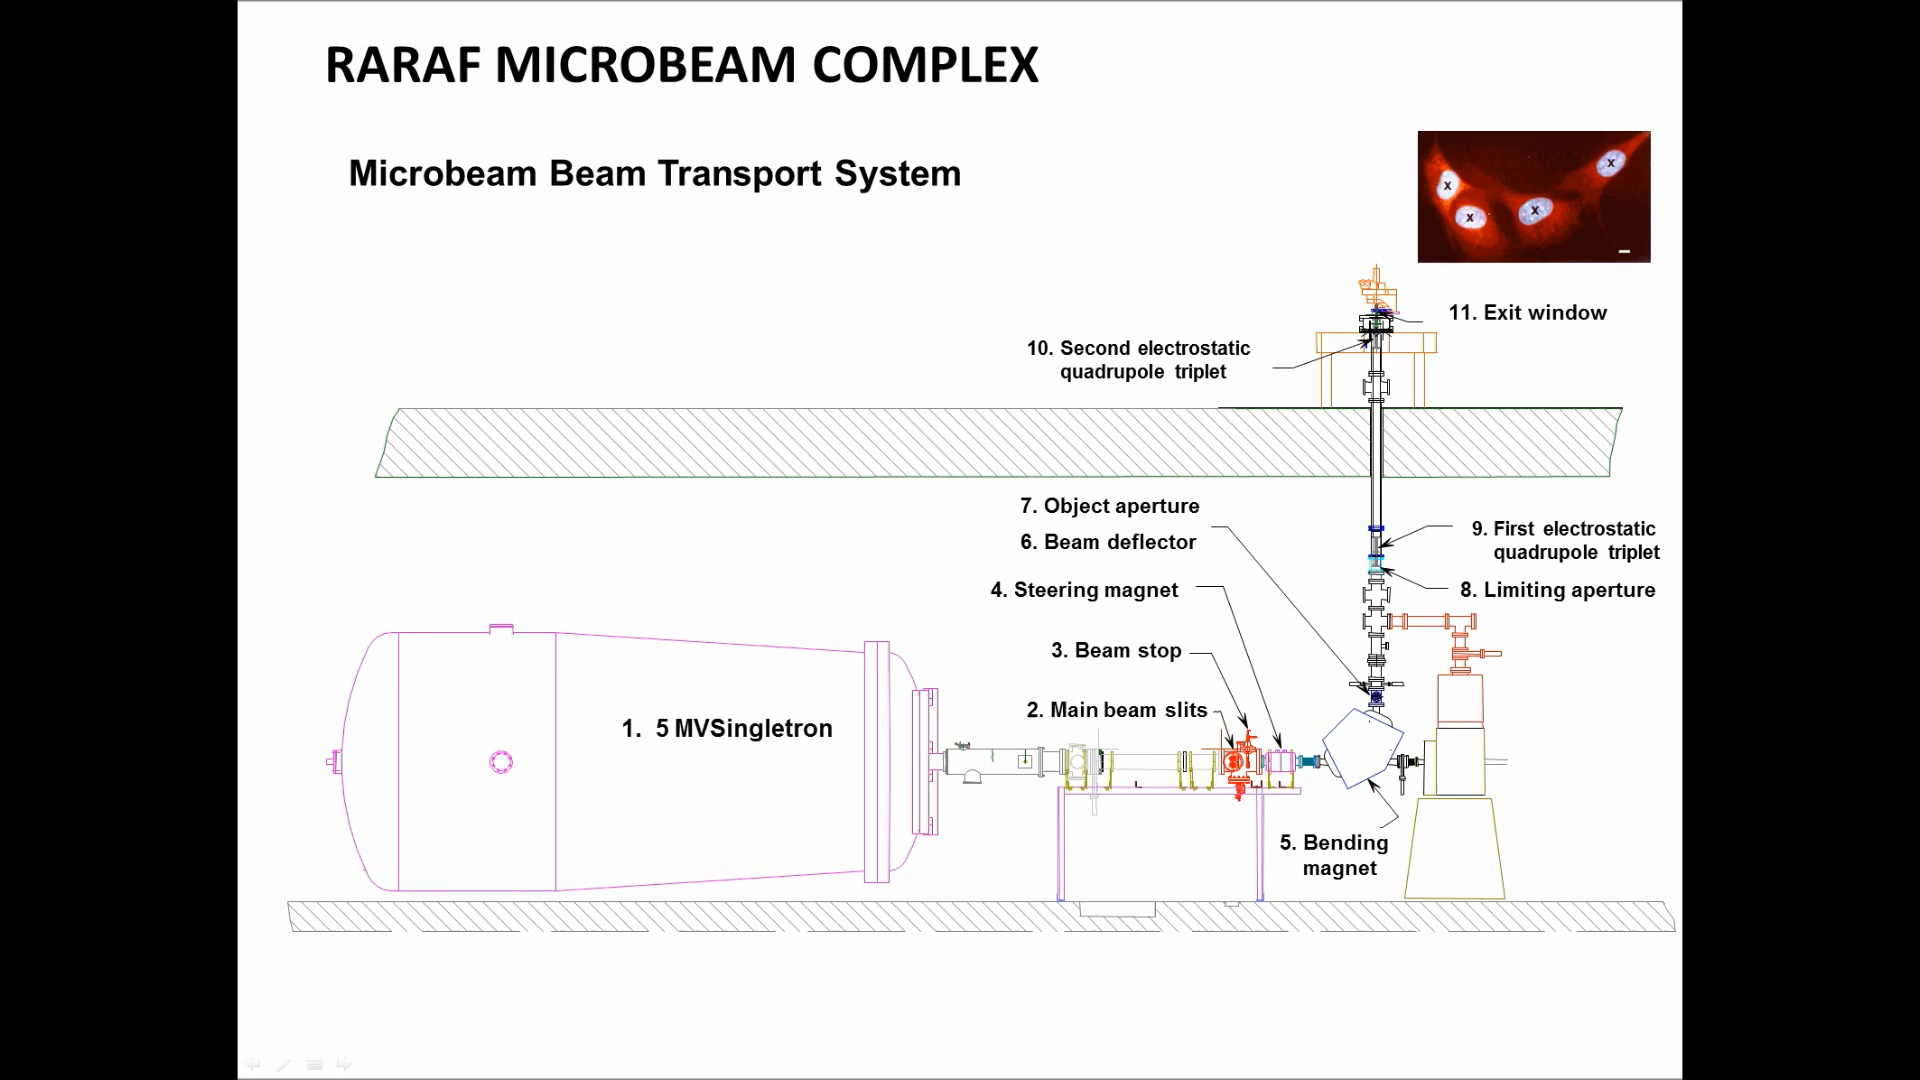 RARAF MICROBEAM COMPLEX
Microbeam Beam Transport System
x
x
x
x
11. Exit window
10. Second electrostatic
quadrupole triplet
7. Object aperture
6. Beam deflector
9. First electrostatic
quadrupole triplet
4. Steering magnet
8. Limiting aperture
3. Beam stop
2. Main beam slits
1. 5 MVSingletron
5. Bending
magnet